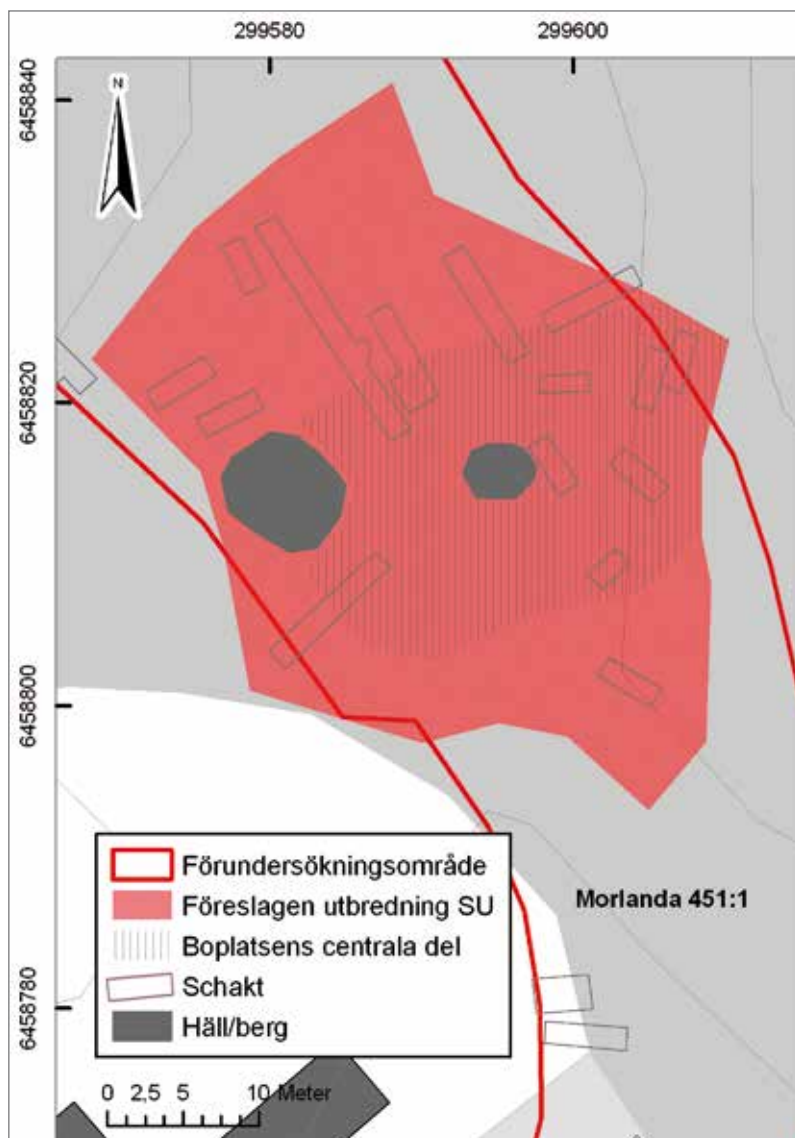 299580 299600
6458840
N
6458820
6458800
Förundersökningsområde
Föreslagen utbredning SU
Boplatsens centrala del
Schakt
Häll/berg
Morlanda 451:1
6458780
0 2,5 5 10 Meter